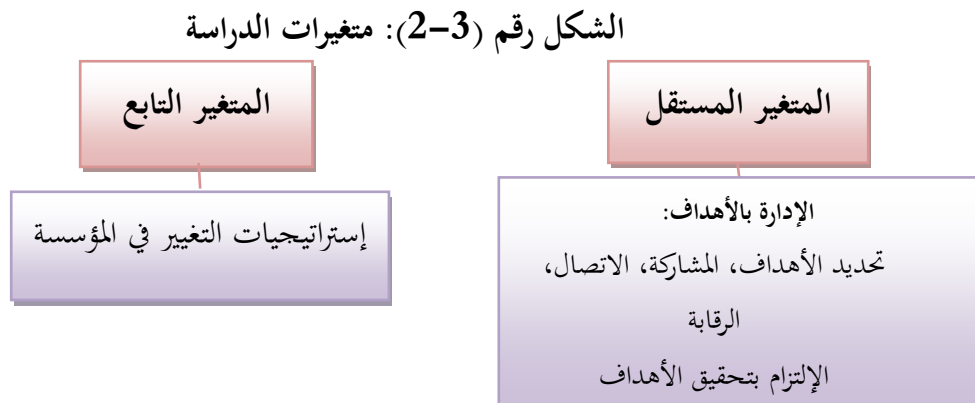 الشكل رقم (3-2): متغيرات الدراسة
المتغير المستقل
المتغير التابع
الإدارة بالأهداف:
تحديد الأهداف، المشاركة، الاتصال،
الرقابة
الإلتزام بتحقيق الأهداف
إستراتيجيات التغيير في المؤسسة